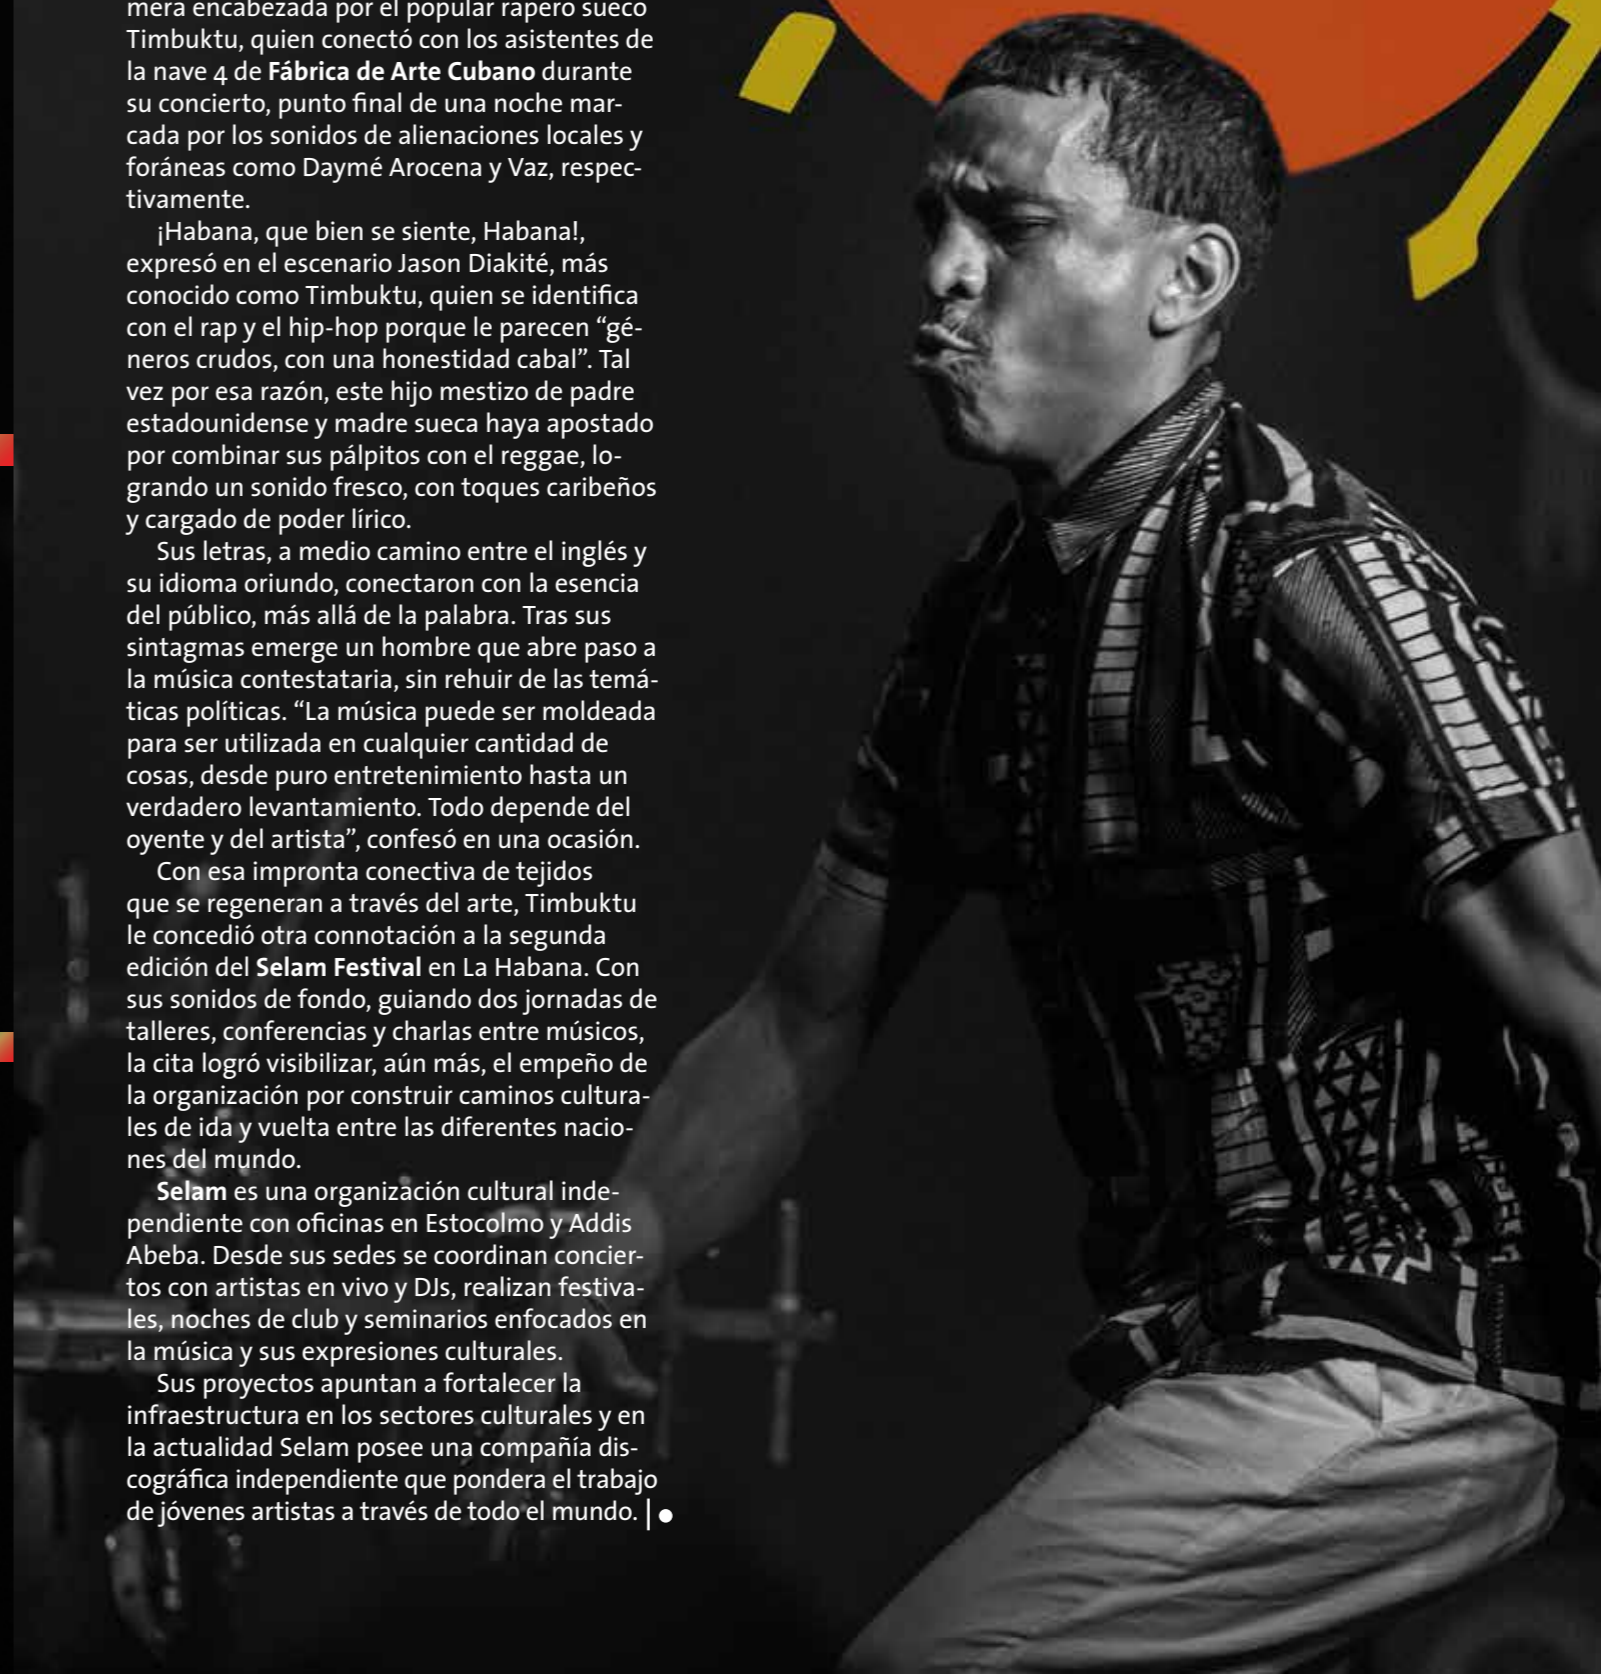 mera encabezada por el popular rapero sueco
Timbuktu, quien conectó con los asistentes de
la nave 4 de Fábrica de Arte Cubano durante
su concierto, punto final de una noche mar-
cada por los sonidos de alienaciones locales y
foráneas como Daymé Arocena y Vaz, respec-
tivamente.
¡Habana, que bien se siente, Habana!,
expresó en el escenario Jason Diakité, más
conocido como Timbuktu, quien se identifica
con el rap y el hip-hop porque le parecen “gé-
neros crudos, con una honestidad cabal”. Tal
vez por esa razón, este hijo mestizo de padre
estadounidense y madre sueca haya apostado
por combinar sus pálpitos con el reggae, lo-
grando un sonido fresco, con toques caribeños
y cargado de poder lírico.
Sus letras, a medio camino entre el inglés y
su idioma oriundo, conectaron con la esencia
del público, más allá de la palabra. Tras sus
sintagmas emerge un hombre que abre paso a
la música contestataria, sin rehuir de las temá-
ticas políticas. “La música puede ser moldeada
para ser utilizada en cualquier cantidad de
cosas, desde puro entretenimiento hasta un
verdadero levantamiento. Todo depende del
oyente y del artista”, confesó en una ocasión.
Con esa impronta conectiva de tejidos
que se regeneran a través del arte, Timbuktu
le concedió otra connotación a la segunda
edición del Selam Festival en La Habana. Con
sus sonidos de fondo, guiando dos jornadas de
talleres, conferencias y charlas entre músicos,
la cita logró visibilizar, aún más, el empeño de
la organización por construir caminos cultura-
les de ida y vuelta entre las diferentes nacio-
nes del mundo.
Selam es una organización cultural inde-
pendiente con oficinas en Estocolmo y Addis
Abeba. Desde sus sedes se coordinan concier-
tos con artistas en vivo y DJs, realizan festiva-
les, noches de club y seminarios enfocados en
la música y sus expresiones culturales.
Sus proyectos apuntan a fortalecer la
infraestructura en los sectores culturales y en
la actualidad Selam posee una compañía dis-
cográfica independiente que pondera el trabajo
de jóvenes artistas a través de todo el mundo. |●